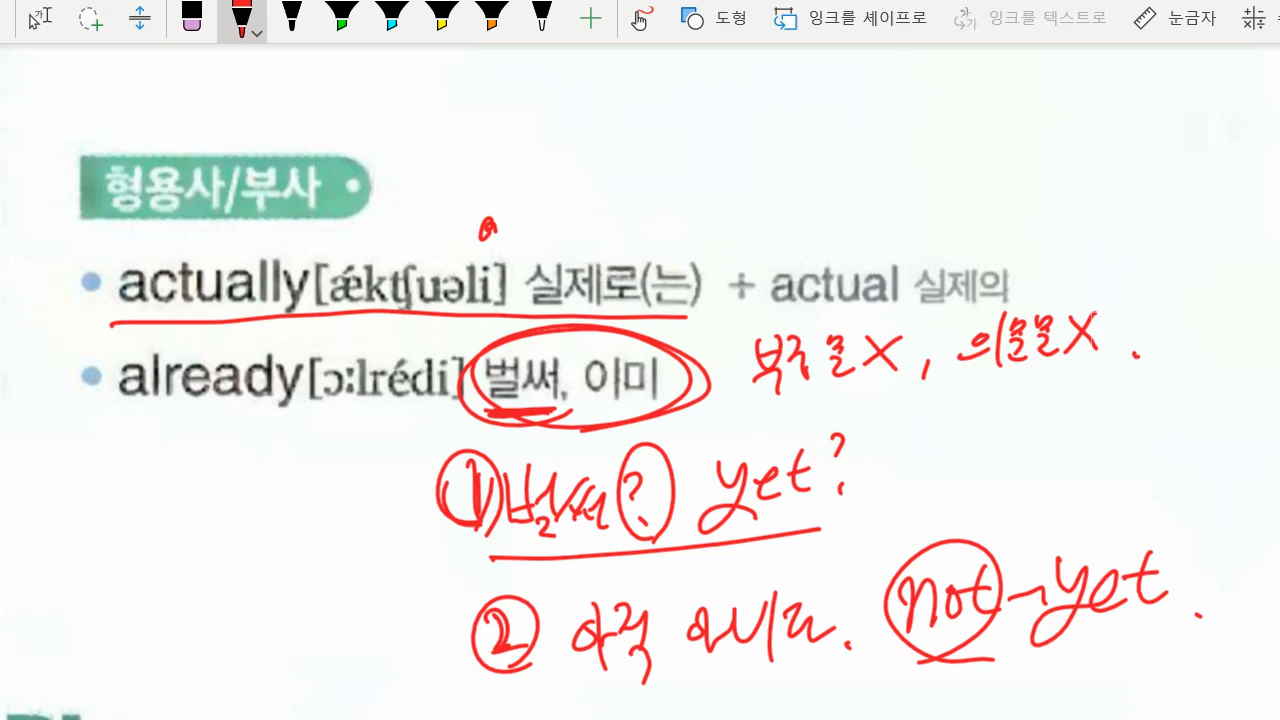 도형 잉크를 셰이프로 잉크를 텍스트로 눈금자
형용사/부사
actually[ǽktʃuəli] 실제로(는) + actual 실제의
already[ɔːlrédi] 벌써, 이미
부정문X, 의문문X.
① 벌써? yet?
② 아직 아니다. not~yet.